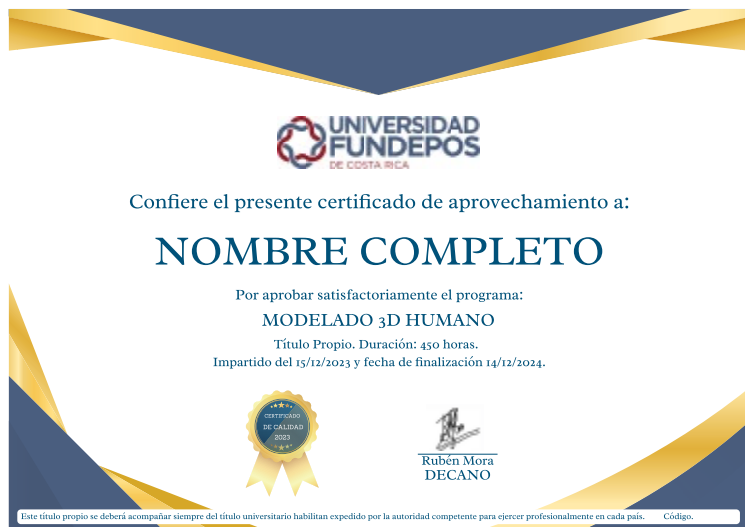 UNIVERSIDAD
FUNDEPOS
DE COSTA RICA
Confiere el presente certificado de aprovechamiento a:
NOMBRE COMPLETO
Por aprobar satisfactoriamente el programa:
MODELADO 3D HUMANO
Título Propio. Duración: 450 horas.
Impartido del 15/12/2023 y fecha de finalización 14/12/2024.
CERTIFICADO
DE CALIDAD
2023
Rubén Mora
DECANO
Este título propio se deberá acompañar siempre del título universitario habilitan expedido por la autoridad competente para ejercer profesionalmente en cada país. Código.